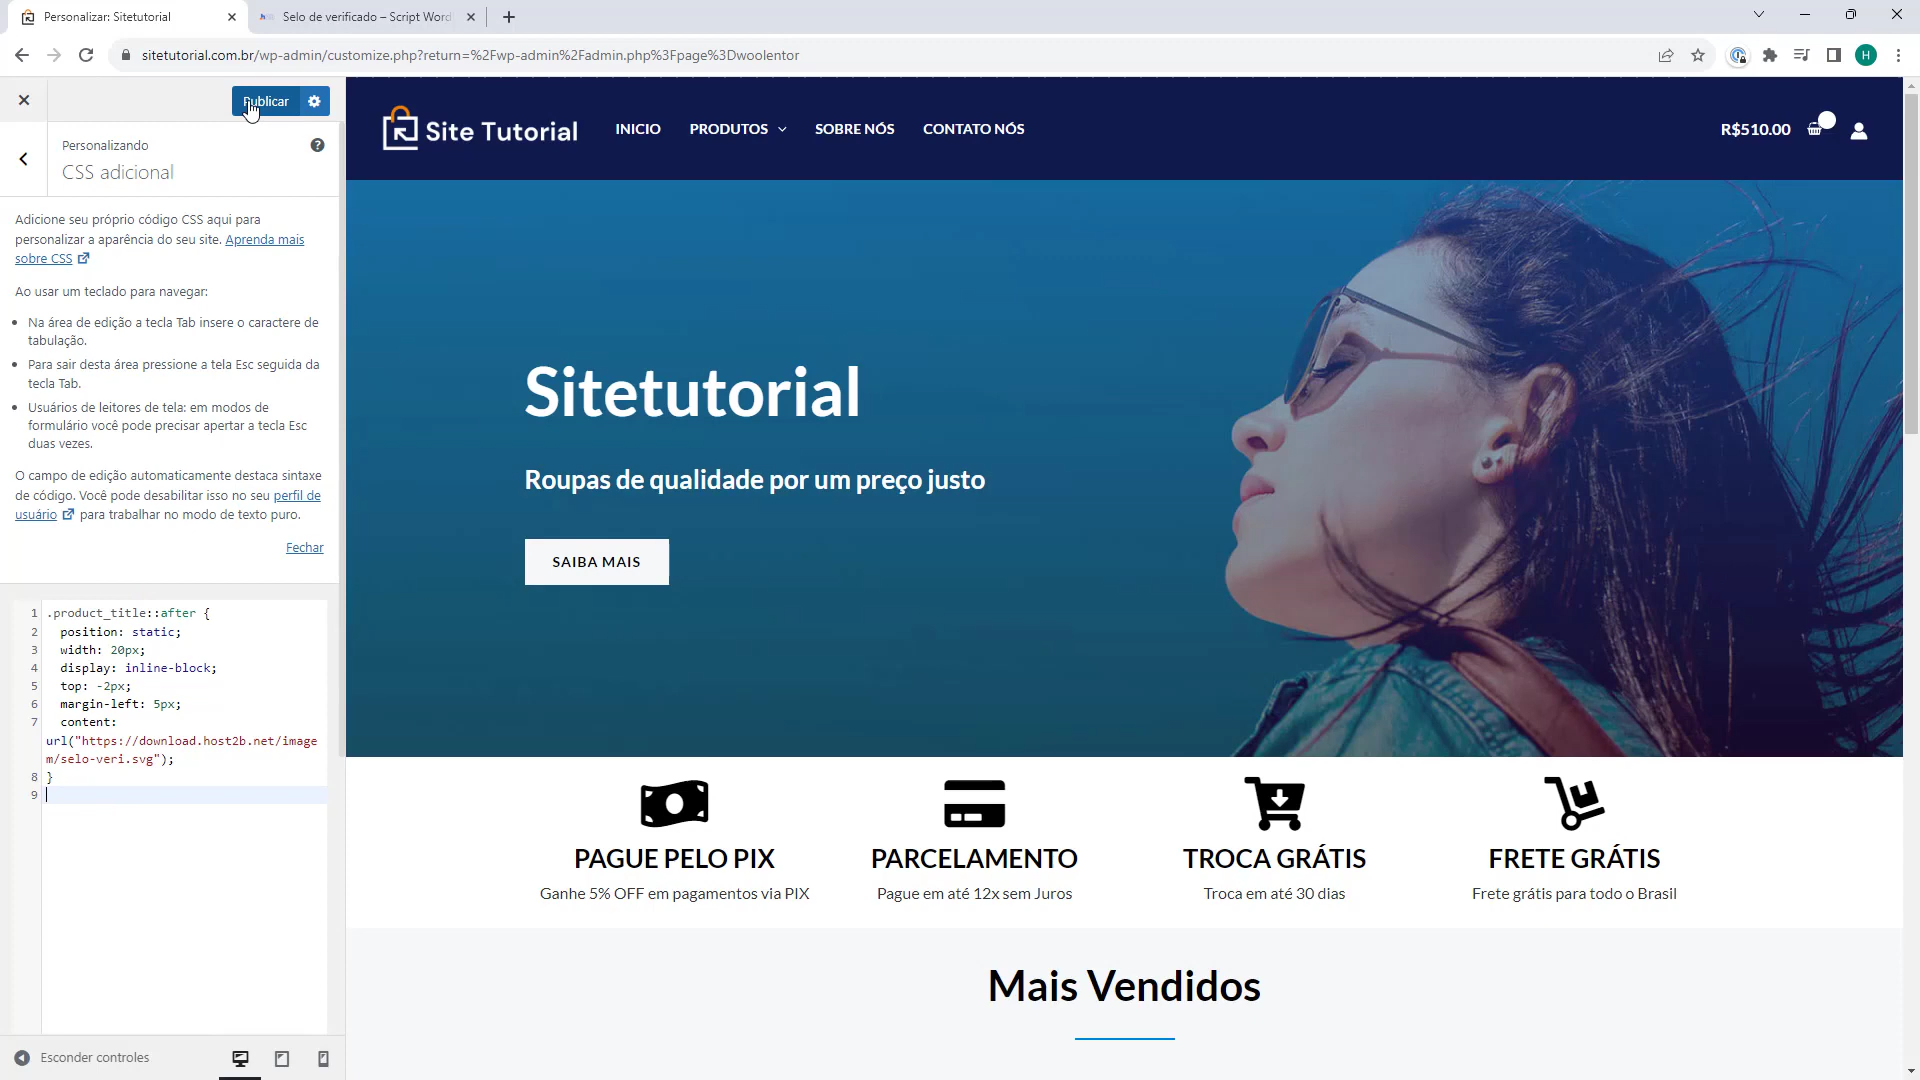 Personalizar: Sitetutorial
Selo de verificado – Script Word
sitetutorial.com.br/wp-admin/customize.php?return=%2Fwp-admin%2Fadmin.php%3Fpage%3Dwoolentor
H
Publicar
Personalizando
CSS adicional
Adicione seu próprio código CSS aqui para
personalizar a aparência do seu site. Aprenda mais
sobre CSS
Ao usar um teclado para navegar:
Na área de edição a tecla Tab insere o caractere de
tabulação.
Para sair desta área pressione a tela Esc seguida da
tecla Tab.
Usuários de leitores de tela: em modos de
formulário você pode precisar apertar a tecla Esc
duas vezes.
O campo de edição automaticamente destaca sintaxe
de código. Você pode desabilitar isso no seu perfil de
usuário para trabalhar no modo de texto puro.
Fechar
1 .product_title::after {
2 position: static;
3 width: 20px;
4 display: inline-block;
5 top: -2px;
6 margin-left: 5px;
7 content:
url("https://download.host2b.net/image
m/selo-veri.svg");
8 }
9
Esconder controles
Site Tutorial
INICIO PRODUTOS SOBRE NÓS CONTATO NÓS
R$510.00
Sitetutorial
Roupas de qualidade por um preço justo
SAIBA MAIS
PAGUE PELO PIX
Ganhe 5% OFF em pagamentos via PIX
PARCELAMENTO
Pague em até 12x sem Juros
TROCA GRÁTIS
Troca em até 30 dias
FRETE GRÁTIS
Frete grátis para todo o Brasil
Mais Vendidos